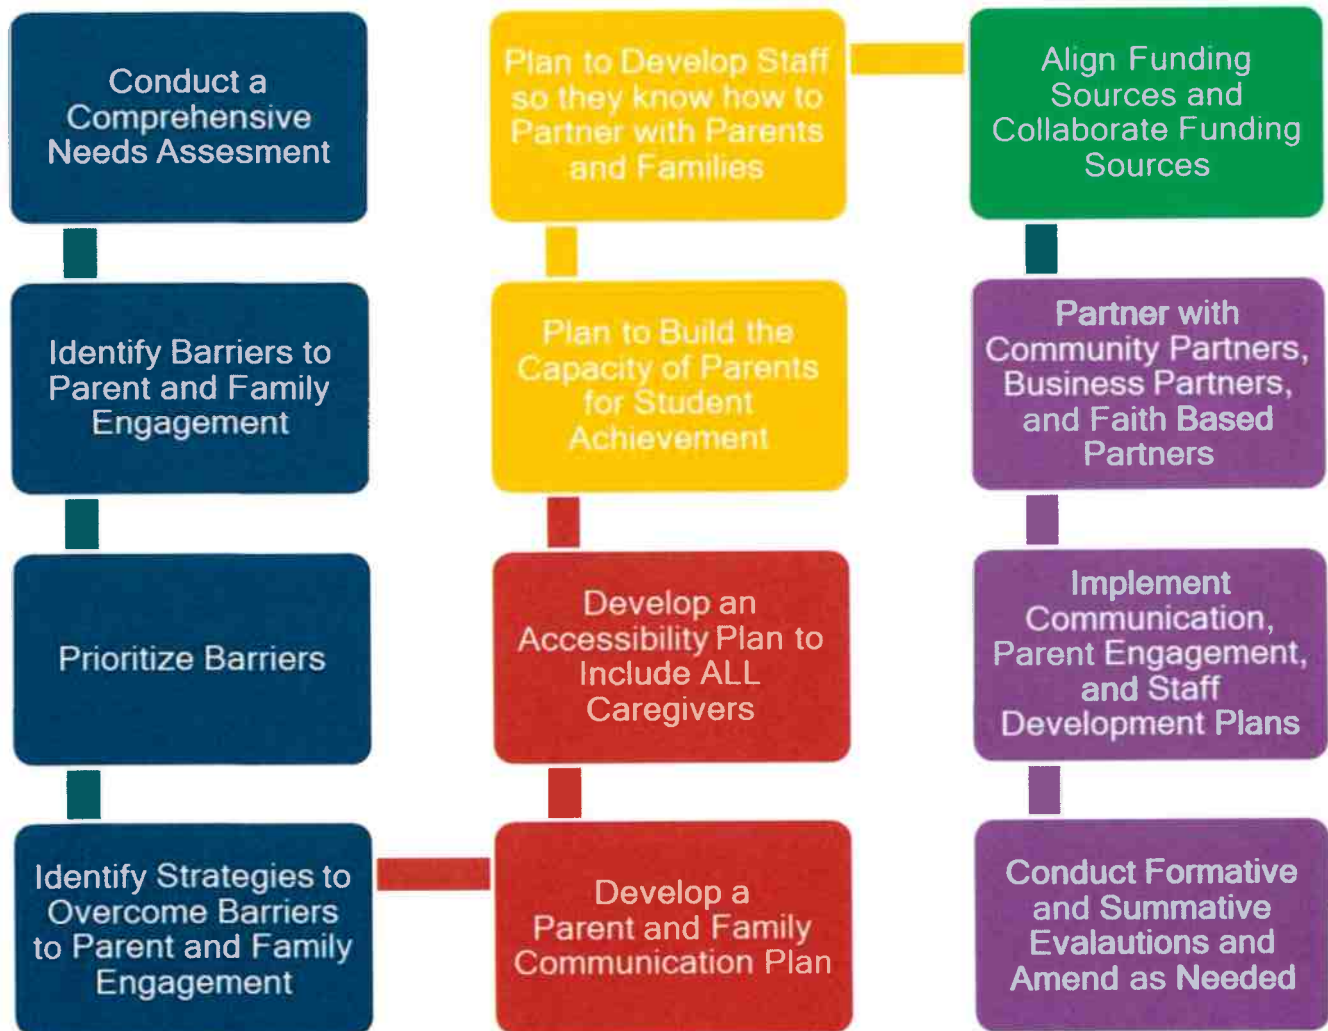 Conduct a
Comprehensive
Needs Assesment
Identify Barriers to
Parent and Family
Engagement
Prioritize Barriers
Identify Strategies to
Overcome Barriers
to Parent and Family
Engagement
Develop a
Parent and Family
Communication Plan
Develop an
Accessibility Plan to
Include ALL
Caregivers
Plan to Build the
Capacity of Parents
for Student
Achievement
Plan to Develop Staff
so they know how to
Partner with Parents
and Families
Align Funding
Sources and
Collaborate Funding
Sources
Partner with
Community Partners,
Business Partners,
and Faith Based
Partners
Implement
Communication,
Parent Engagement,
and Staff
Development Plans
Conduct Formative
and Summative
Evalautions and
Amend as Needed